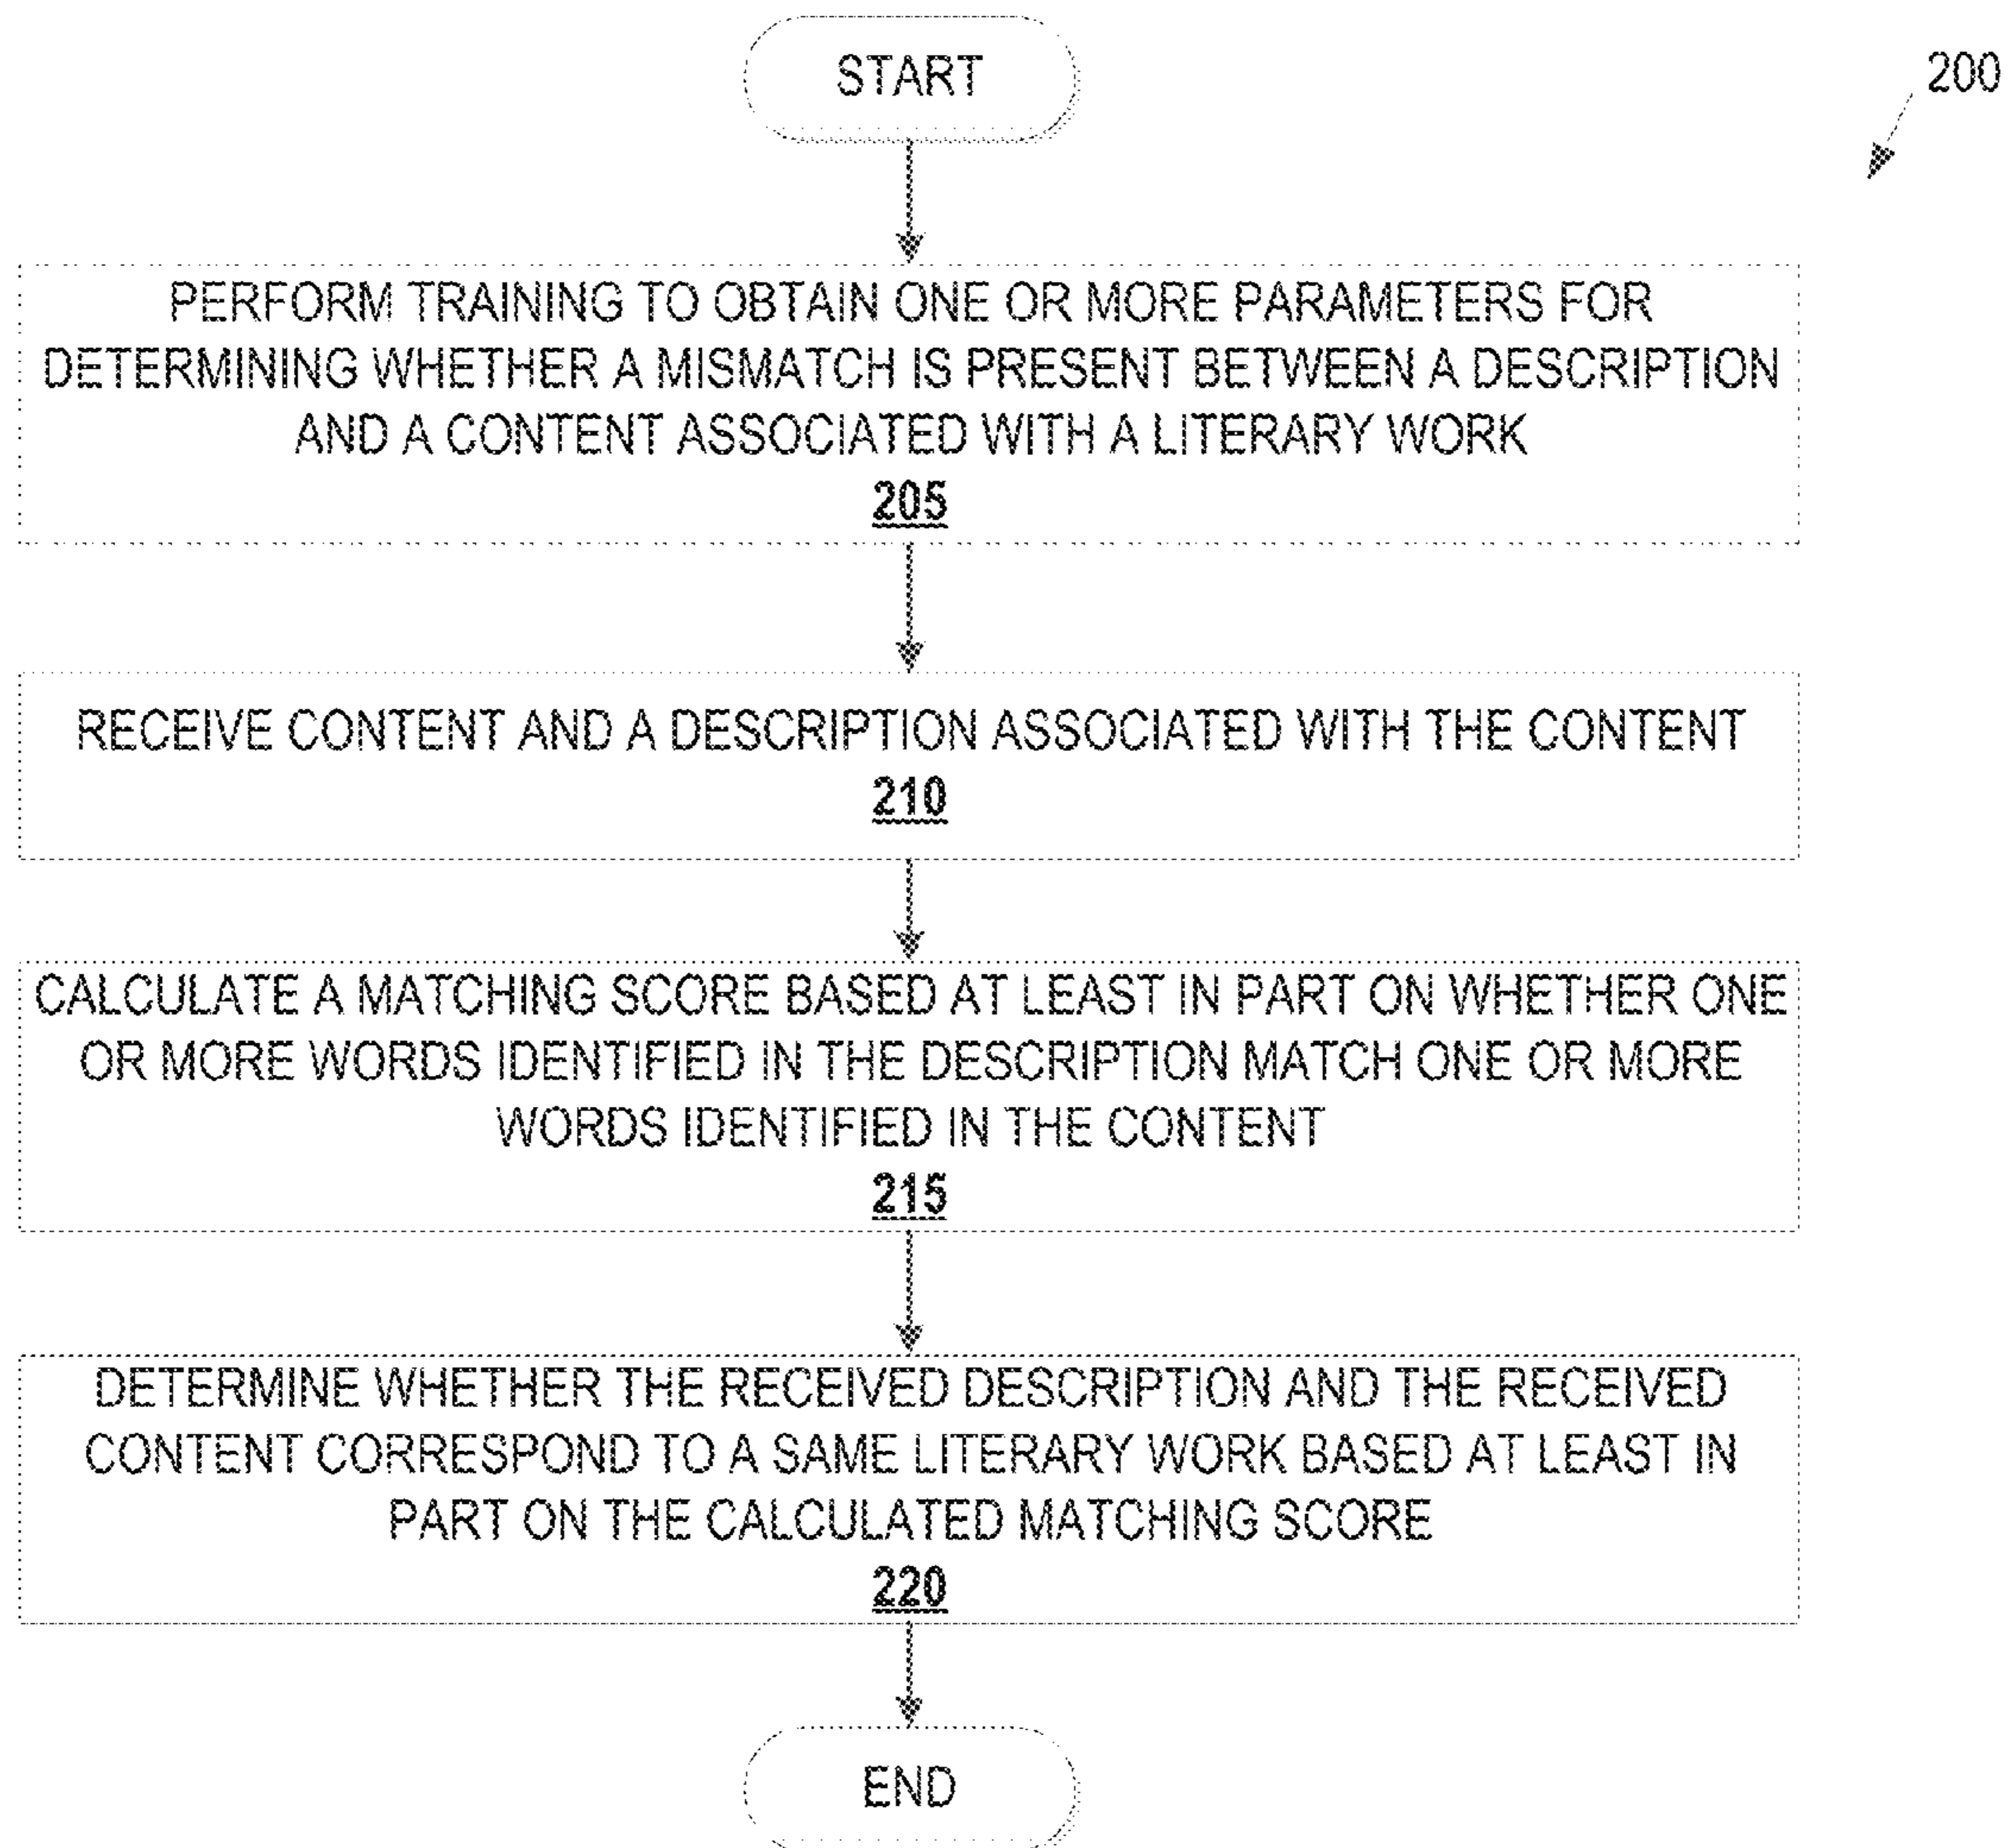 START
200
PERFORM TRAINING TO OBTAIN ONE OR MORE PARAMETERS FOR
DETERMINING WHETHER A MISMATCH IS PRESENT BETWEEN A DESCRIPTION
AND A CONTENT ASSOCIATED WITH A LITERARY WORK
205
RECEIVE CONTENT AND A DESCRIPTION ASSOCIATED WITH THE CONTENT
210
CALCULATE A MATCHING SCORE BASED AT LEAST IN PART ON WHETHER ONE
OR MORE WORDS IDENTIFIED IN THE DESCRIPTION MATCH ONE OR MORE
WORDS IDENTIFIED IN THE CONTENT
215
DETERMINE WHETHER THE RECEIVED DESCRIPTION AND THE RECEIVED
CONTENT CORRESPOND TO A SAME LITERARY WORK BASED AT LEAST IN
PART ON THE CALCULATED MATCHING SCORE
220
END